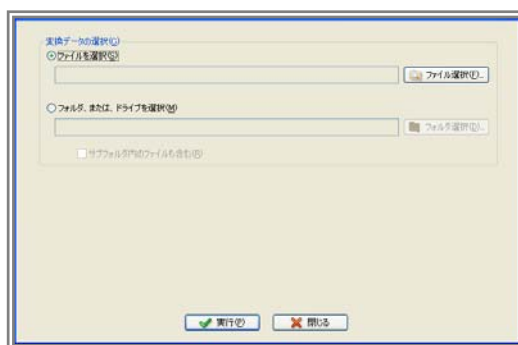 変換データの選択(C)
ファイルを選択(S)
ファイル選択(F)...
フォルダ、または、ドライブを選択(M)
フォルダ選択(D)...
サブフォルダ内のファイルも含む(R)
実行(P)
閉じる